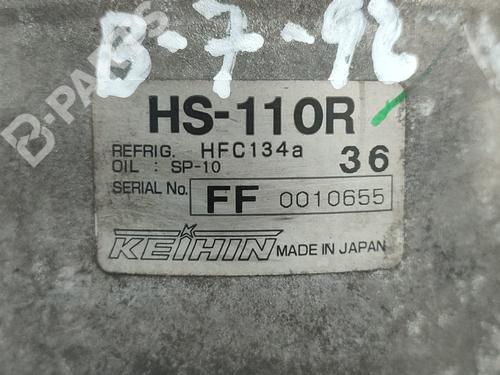 B-7-92
HS-110R
REFRIG. HFC134a
OIL : SP-10
36
SERIAL No. FF 0010655
KEIHIN MADE IN JAPAN
B-PARTS